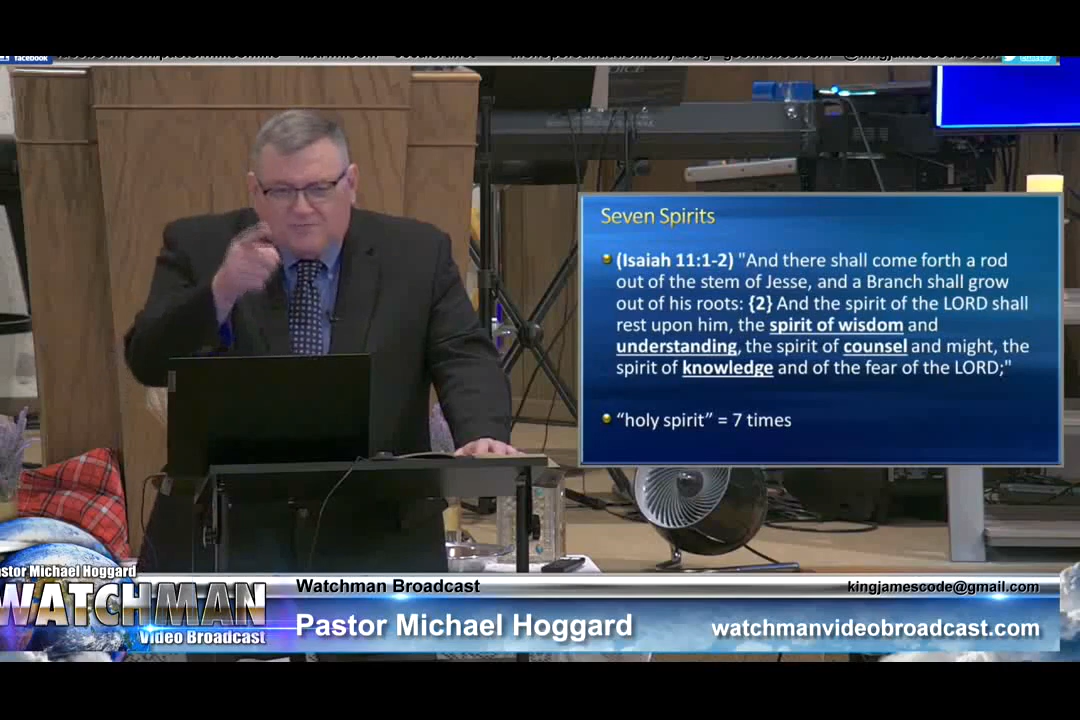 facebook
Seven Spirits
(Isaiah 11:1-2) "And there shall come forth a rod
out of the stem of Jesse, and a Branch shall grow
out of his roots: {2} And the spirit of the LORD shall
rest upon him, the spirit of wisdom and
understanding, the spirit of counsel and might, the
spirit of knowledge and of the fear of the LORD;"
"holy spirit" = 7 times
Pastor Michael Hoggard
WATCHMAN
Video Broadcast
Watchman Broadcast
kingjamescode@gmail.com
Pastor Michael Hoggard
watchmanvideobroadcast.com